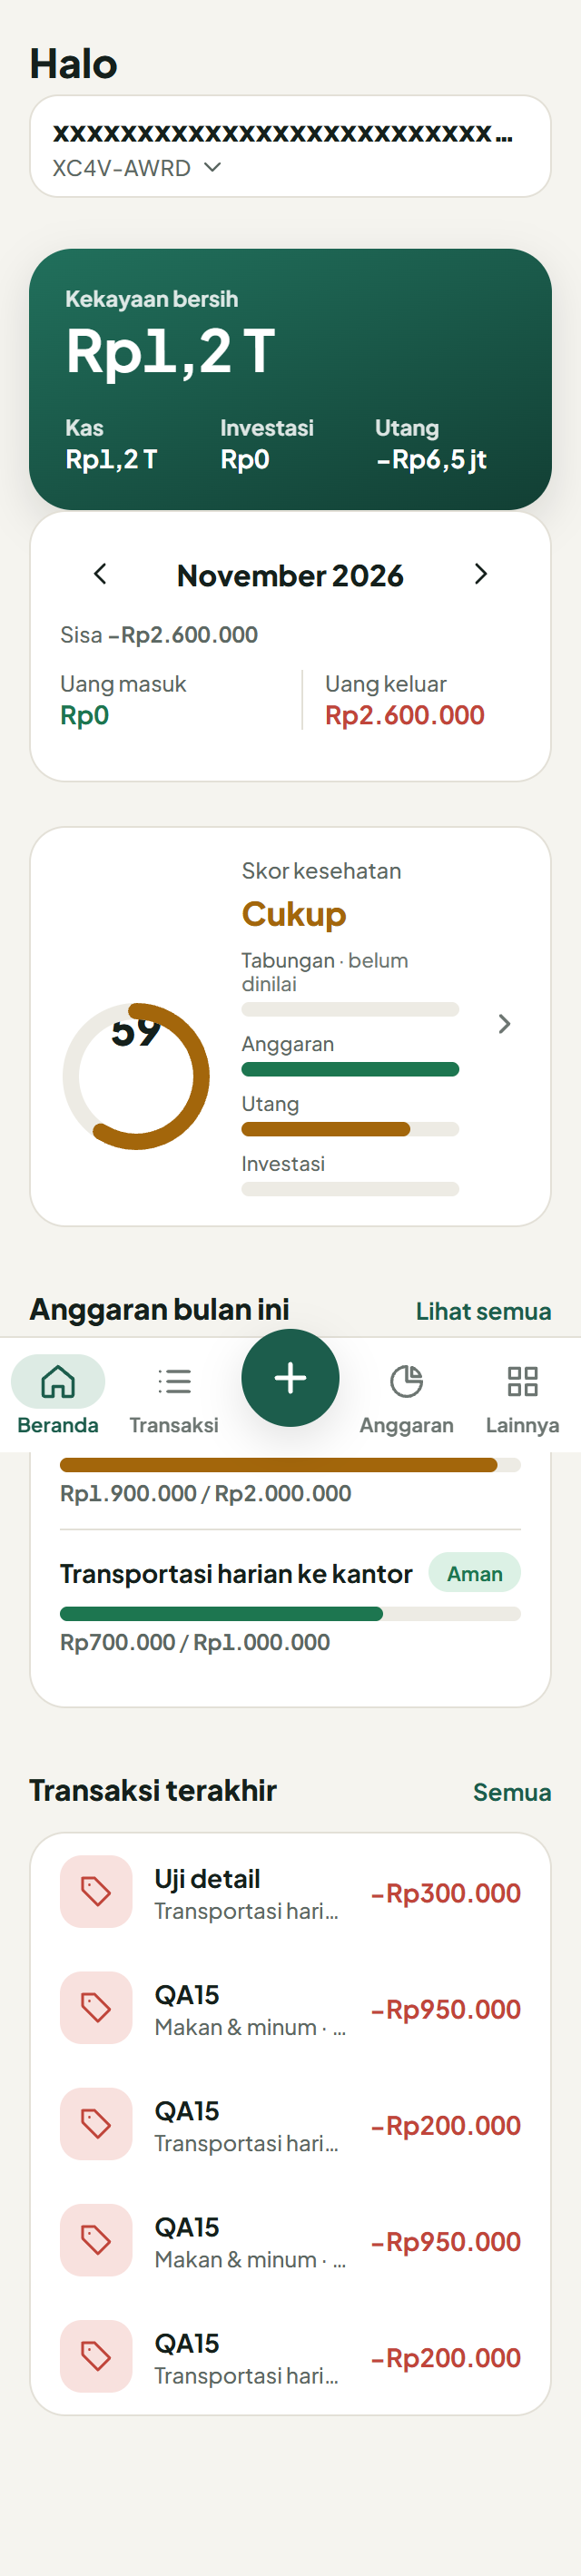 Halo
xxxxxxxxxxxxxxxxxxxxxxxxxx...
XC4V-AWRD
Kekayaan bersih
Rp1,2 T
Kas
Investasi
Utang
Rp1,2 T
Rp0
-Rp6,5 jt
November 2026
Sisa -Rp2.600.000
Uang masuk
Uang keluar
Rp0
Rp2.600.000
Skor kesehatan
Cukup
Tabungan · belum
dinilai
59
Anggaran
Utang
Investasi
Anggaran bulan ini
Lihat semua
Beranda
Transaksi
Anggaran
Lainnya
Rp1.900.000 / Rp2.000.000
Transportasi harian ke kantor
Aman
Rp700.000 / Rp1.000.000
Transaksi terakhir
Semua
Uji detail
Transportasi hari...
-Rp300.000
QA15
Makan & minum · ...
-Rp950.000
QA15
Transportasi hari...
-Rp200.000
QA15
Makan & minum · ...
-Rp950.000
QA15
Transportasi hari...
-Rp200.000